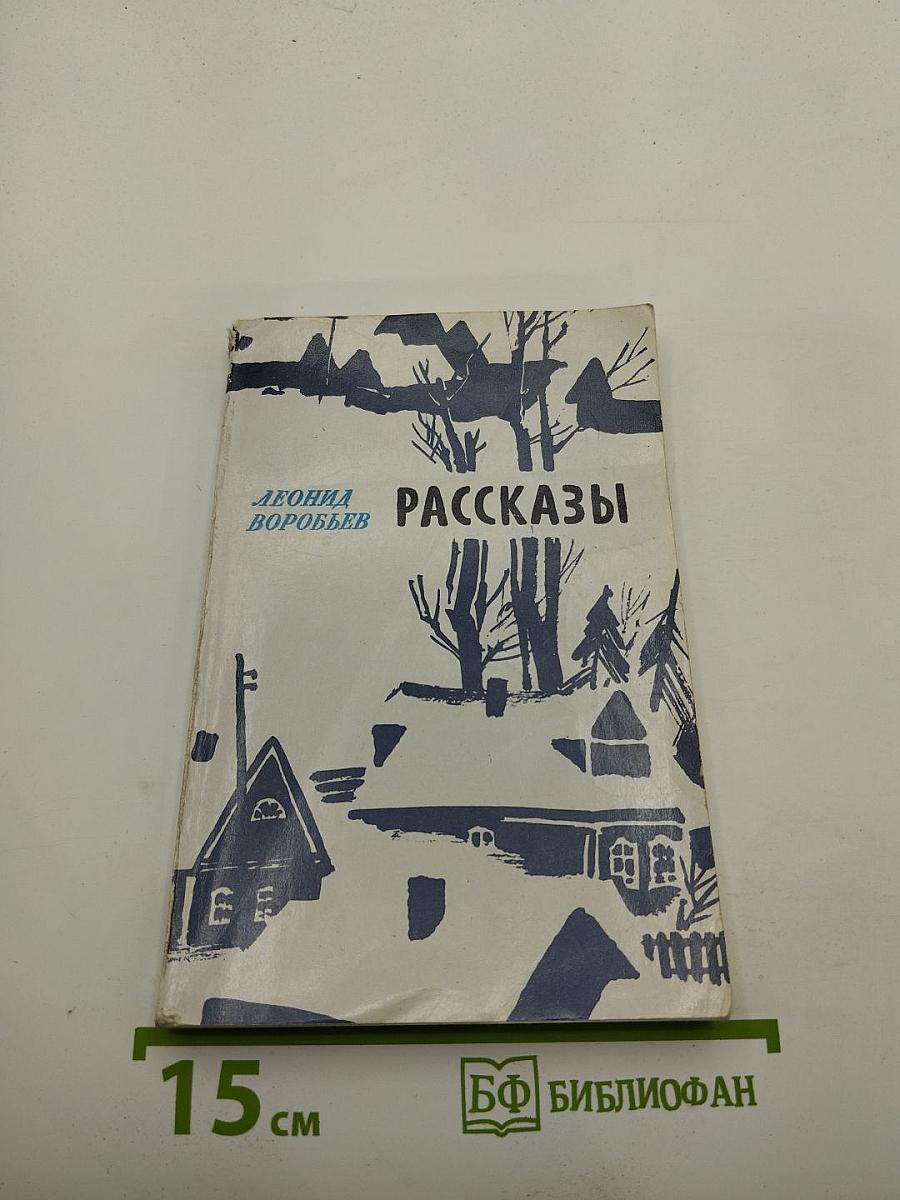 ЛЕОНИД
ВОРОБЬЕВ
РАССКАЗЫ
15 см
БФ БИБЛИОФАН